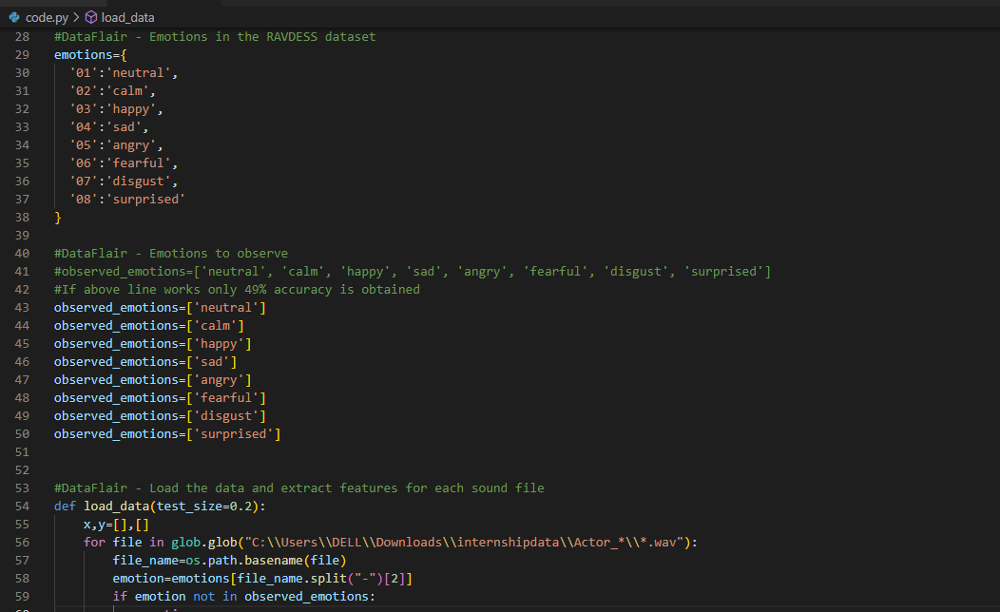 code.py > load_data
28 #DataFlair - Emotions in the RAVDESS dataset
29 emotions={
30 '01':'neutral',
31 '02':'calm',
32 '03':'happy',
33 '04':'sad',
34 '05':'angry',
35 '06':'fearful',
36 '07':'disgust',
37 '08':'surprised'
38 }
39
40 #DataFlair - Emotions to observe
41 #observed_emotions=['neutral', 'calm', 'happy', 'sad', 'angry', 'fearful', 'disgust', 'surprised']
42 #If above line works only 49% accuracy is obtained
43 observed_emotions=['neutral']
44 observed_emotions=['calm']
45 observed_emotions=['happy']
46 observed_emotions=['sad']
47 observed_emotions=['angry']
48 observed_emotions=['fearful']
49 observed_emotions=['disgust']
50 observed_emotions=['surprised']
51
52
53 #DataFlair - Load the data and extract features for each sound file
54 def load_data(test_size=0.2):
55 x,y=[],[]
56 for file in glob.glob("C:\\Users\\DELL\\Downloads\\internshipdata\\Actor_*\\*.wav"):
57 file_name=os.path.basename(file)
58 emotion=emotions[file_name.split("-")[2]]
59 if emotion not in observed_emotions: